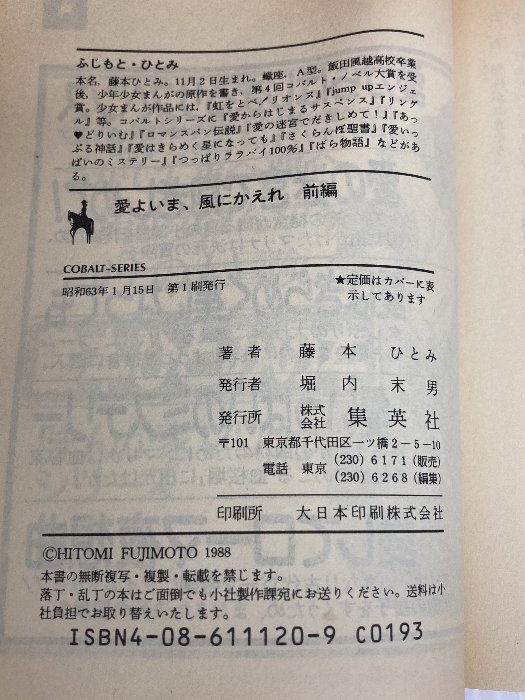 ふじもと・ひとみ
本名，藤本ひとみ。11月2日生まれ。蠍座，A型。飯田風越高校卒業
後，少年少女まんがの原作を書き，第4回コバルト・ノベル大賞を受
賞。少女まんが作品には，『虹をとべ！リオンヌ』『jump upエンジェ
ル』等。コバルトシリーズに『愛からはじまるサスペンス』『リング
♥どりいむ』『ロマンスパン伝説』『愛の迷宮でだきしめて！』『あっ
ぷる神話』『愛はきらめく星になっても』『さくらんぼ聖書』『愛いっ
ぱいのミステリー』『つっぱりララバイ100％』『ばら物語』などがあ
る。
愛よいま、風にかえれ 前編
COBALT-SERIES
昭和63年1月15日 第1刷発行
★定価はカバーに表
示してあります
著者 藤本ひとみ
発行者 堀内末男
発行所 株式会社 集英社
〒101 東京都千代田区一ツ橋2－5－10
電話 東京 (230) 6171 (販売)
(230) 6268 (編集)
印刷所 大日本印刷株式会社
©HITOMI FUJIMOTO 1988
本書の無断複写・複製・転載を禁じます。
落丁・乱丁の本はご面倒でも小社製作課宛にお送りください。送料は小
社負担でお取り替えいたします。
ISBN4-08-611120-9 C0193